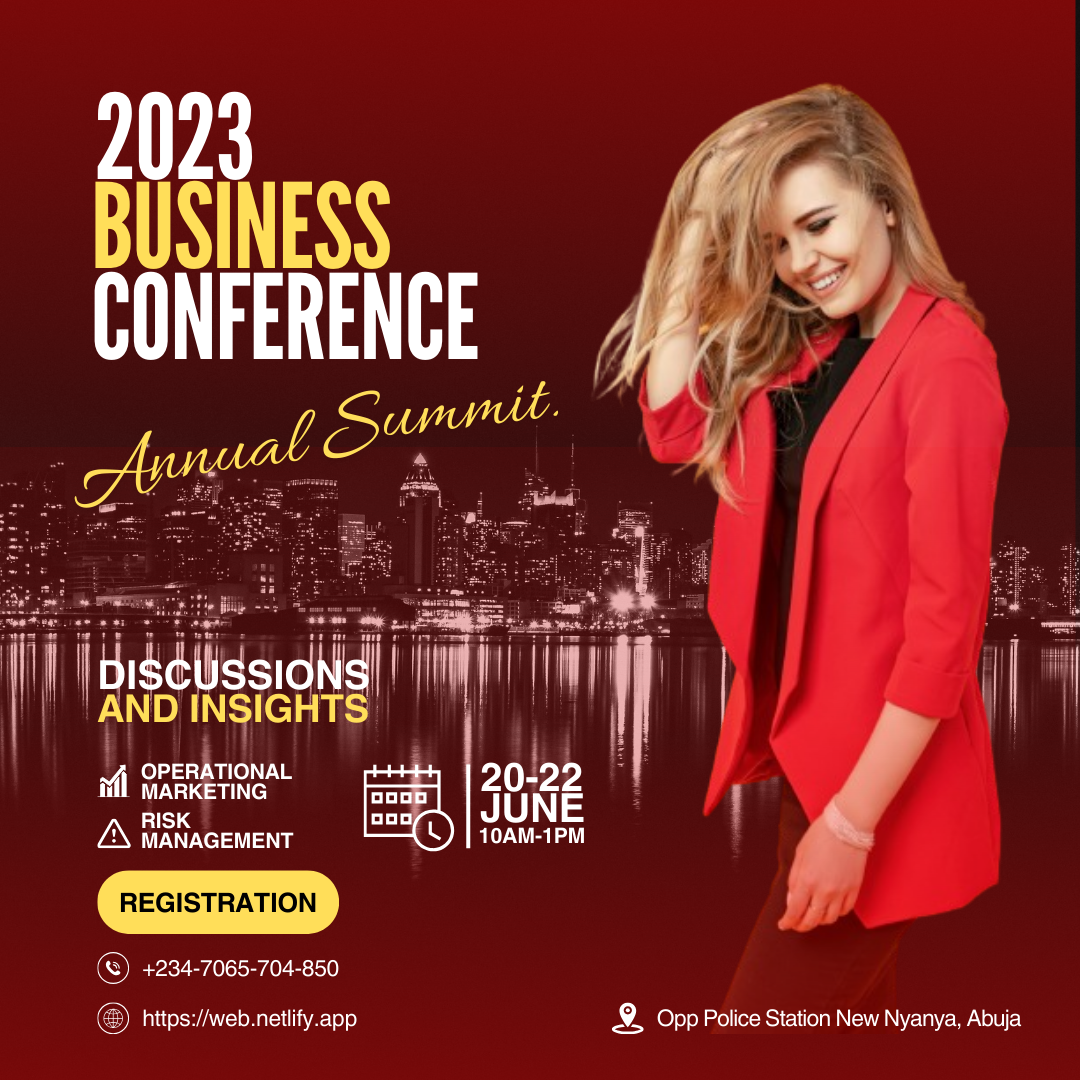 2023
BUSINESS
CONFERENCE
Annual Summit.
DISCUSSIONS
AND INSIGHTS
OPERATIONAL
MARKETING
RISK
MANAGEMENT
20-22
JUNE
10AM-1PM
REGISTRATION
+234-7065-704-850
https://web.netlify.app
Opp Police Station New Nyanya, Abuja